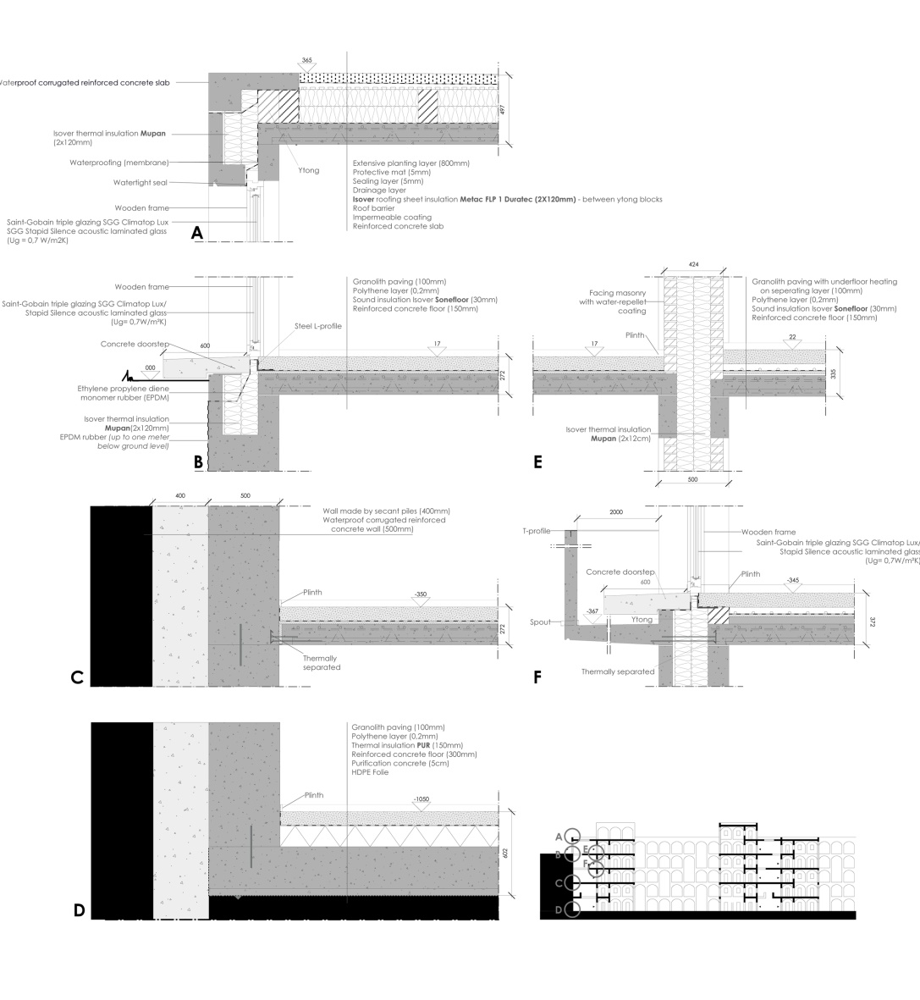 365
Waterproof corrugated reinforced concrete slab
497
Isover thermal insulation Mupan
(2x120mm)
Waterproofing (membrane)
Watertight seal
Ytong
Wooden frame
Saint-Gobain triple glazing SGG Climatop Lux
SGG Stapid Silence acoustic laminated glass
(Ug = 0,7 W/m2K)
A
Extensive planting layer (800mm)
Protective mat (5mm)
Sealing layer (5mm)
Drainage layer
Isover roofing sheet insulation Metac FLP 1 Duratec (2X120mm) - between ytong blocks
Roof barrier
Impermeable coating
Reinforced concrete slab
Wooden frame
Saint-Gobain triple glazing SGG Climatop Lux/
Stapid Silence acoustic laminated glass
(Ug= 0,7W/m³K)
Concrete doorstep
600
000
Ethylene propylene diene
monomer rubber (EPDM)
Isover thermal insulation
Mupan(2x120mm)
EPDM rubber (up to one meter
below ground level)
B
Granolith paving (100mm)
Polythene layer (0,2mm)
Sound insulation Isover Sonefloor (30mm)
Reinforced concrete floor (150mm)
Steel L-profile
17
272
424
Facing masonry
with water-repellet
coating
Plinth
17
Granolith paving with underfloor heating
on seperating layer (100mm)
Polythene layer (0,2mm)
Sound insulation Isover Sonefloor (30mm)
Reinforced concrete floor (150mm)
22
335
Isover thermal insulation
Mupan (2x12cm)
E
500
400
500
Wall made by secant piles (400mm)
Waterproof corrugated reinforced
concrete wall (500mm)
Plinth
-350
272
Thermally
separated
C
2000
T-profile
Wooden frame
Saint-Gobain triple glazing SGG Climatop Lux/
Stapid Silence acoustic laminated glass
(Ug= 0,7W/m³K)
Concrete doorstep
600
Plinth
-345
-367
Spout
Ytong
372
Thermally separated
F
Granolith paving (100mm)
Polythene layer (0,2mm)
Thermal insulation PUR (150mm)
Reinforced concrete floor (300mm)
Purification concrete (5cm)
HDPE Folie
Plinth
-1050
602
D
A
B
E
F
C
D